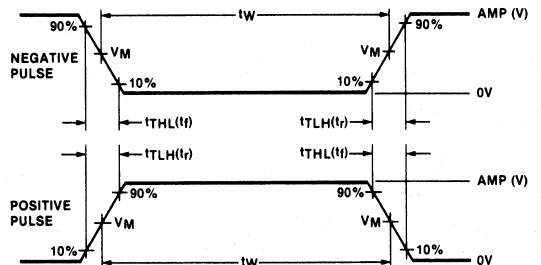 tW
AMP (V)
90%
90%
VM
VM
NEGATIVE
PULSE
10%
10%
0V
tTHL(tf)
tTLH(tr)
tTLH(tr)
tTHL(tf)
AMP (V)
90%
90%
POSITIVE
PULSE
VM
VM
10%
10%
tW
0V